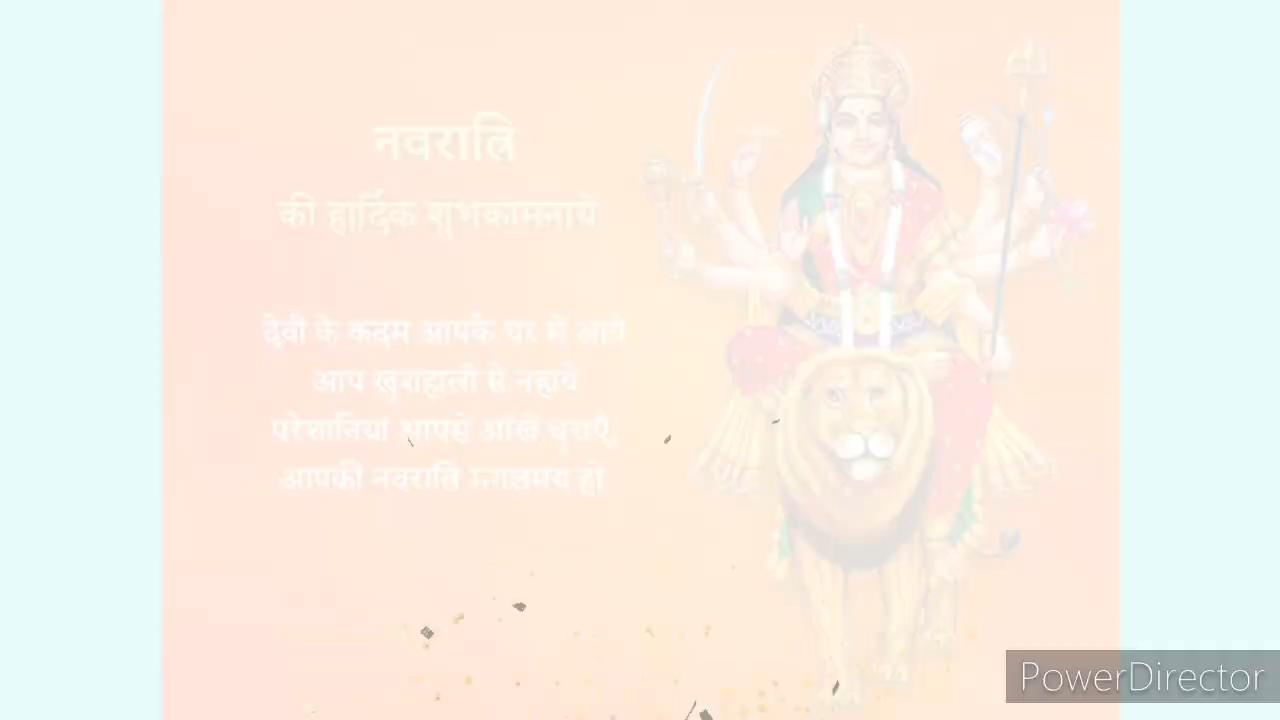 नवरात्रि
की हार्दिक शुभकामनाये
देवी के कदम आपके घर में आये
आप खुशहाली से नहाये
परेशानियां आपसे आँखे चुराएँ,
आपकी नवरात्रि मंगलमय हो
PowerDirector